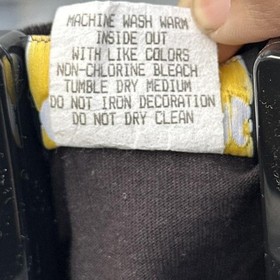 MACHINE WASH WARM
INSIDE OUT
WITH LIKE COLORS
NON-CHLORINE BLEACH
TUMBLE DRY MEDIUM
DO NOT IRON DECORATION
DO NOT DRY CLEAN